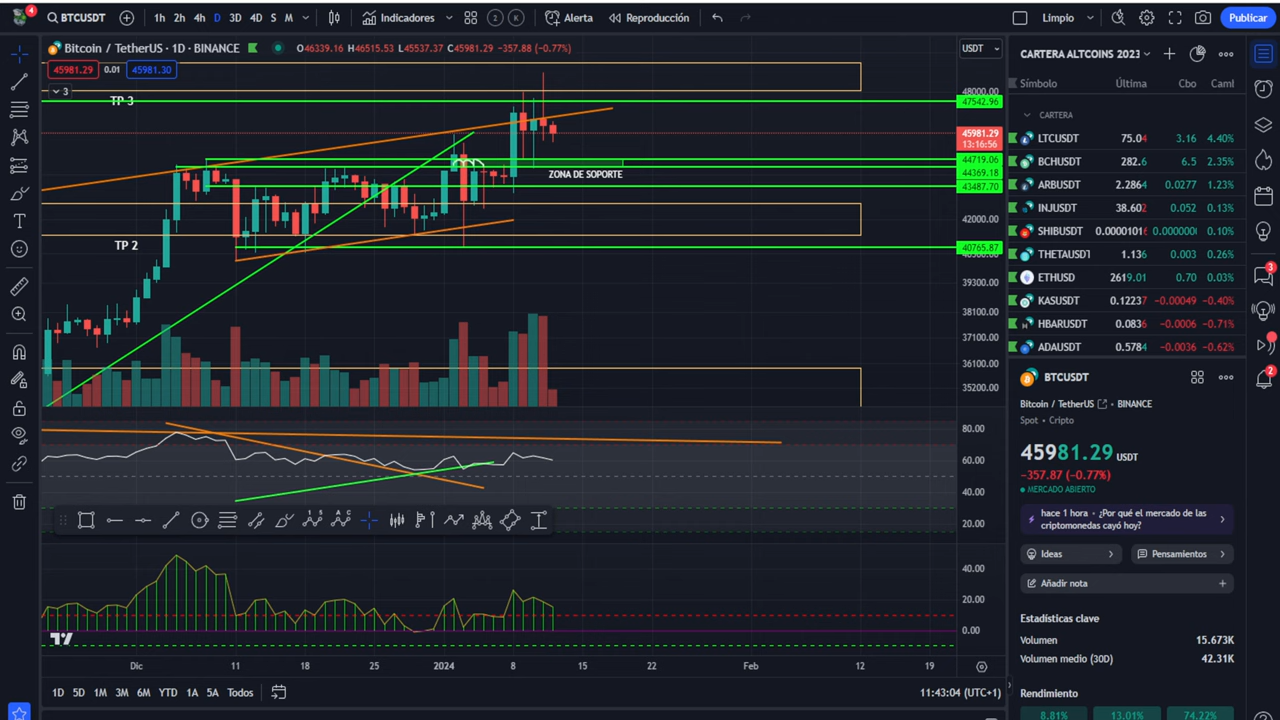 4
BTCUSDT
1h 2h 4h D 3D 4D S M
Indicadores
2 K
Alerta
Reproducción
Limpio
Publicar
Bitcoin / TetherUS · 1D · BINANCE
O46339.16 H46515.53 L45537.37 C45981.29 −357.88 (−0.77%)
45981.29 0.01 45981.30
3
USDT
TP 3
ZONA DE SOPORTE
TP 2
48000.00
47542.96
45981.29
13:16:56
44719.06
44369.18
43487.70
42000.00
40765.87
39300.00
38100.00
37100.00
36100.00
35200.00
80.00
60.00
40.00
20.00
40.00
20.00
0.00
Dic 11 18 25 2024 8 15 22 Feb 12 19
1D 5D 1M 3M 6M YTD 1A 5A Todos
11:43:04 (UTC+1)
CARTERA ALTCOINS 2023
Símbolo Última Cbo Cam%
CARTERA
LTCUSDT 75.04 3.16 4.40%
BCHUSDT 282.6 6.5 2.35%
ARBUSDT 2.2864 0.0277 1.23%
INJUSDT 38.602 0.052 0.13%
SHIBUSDT 0.0000101 0.000000 0.10%
THETAUSDT 1.136 0.003 0.26%
ETHUSD 2619.01 0.70 0.03%
KASUSDT 0.12237 −0.00049 −0.40%
HBARUSDT 0.0836 −0.0006 −0.71%
ADAUSDT 0.5784 −0.0036 −0.62%
BTCUSDT
Bitcoin / TetherUS • BINANCE
Spot • Cripto
45981.29 USDT
−357.87 (−0.77%)
MERCADO ABIERTO
hace 1 hora · ¿Por qué el mercado de las
criptomonedas cayó hoy?
Ideas
Pensamientos
Añadir nota
Estadísticas clave
Volumen 15.673K
Volumen medio (30D) 42.31K
Rendimiento
8.81% 13.01% 74.22%
3
2